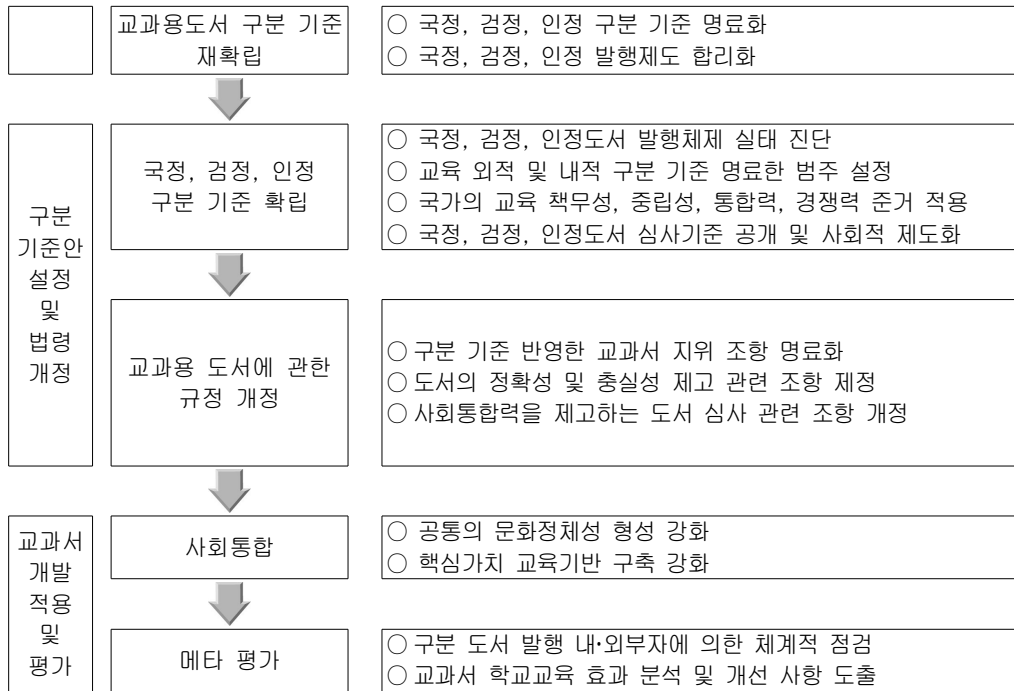 교과용도서 구분 기준
재확립
○ 국정, 검정, 인정 구분 기준 명료화
○ 국정, 검정, 인정 발행제도 합리화
구분
기준안
설정
및
법령
개정
국정, 검정, 인정
구분 기준 확립
○ 국정, 검정, 인정도서 발행체제 실태 진단
○ 교육 외적 및 내적 구분 기준 명료한 범주 설정
○ 국가의 교육 책무성, 중립성, 통합력, 경쟁력 준거 적용
○ 국정, 검정, 인정도서 심사기준 공개 및 사회적 제도화
교과용 도서에 관한
규정 개정
○ 구분 기준 반영한 교과서 지위 조항 명료화
○ 도서의 정확성 및 충실성 제고 관련 조항 제정
○ 사회통합력을 제고하는 도서 심사 관련 조항 개정
교과서
개발
적용
및
평가
사회통합
○ 공통의 문화정체성 형성 강화
○ 핵심가치 교육기반 구축 강화
메타 평가
○ 구분 도서 발행 내·외부자에 의한 체계적 점검
○ 교과서 학교교육 효과 분석 및 개선 사항 도출